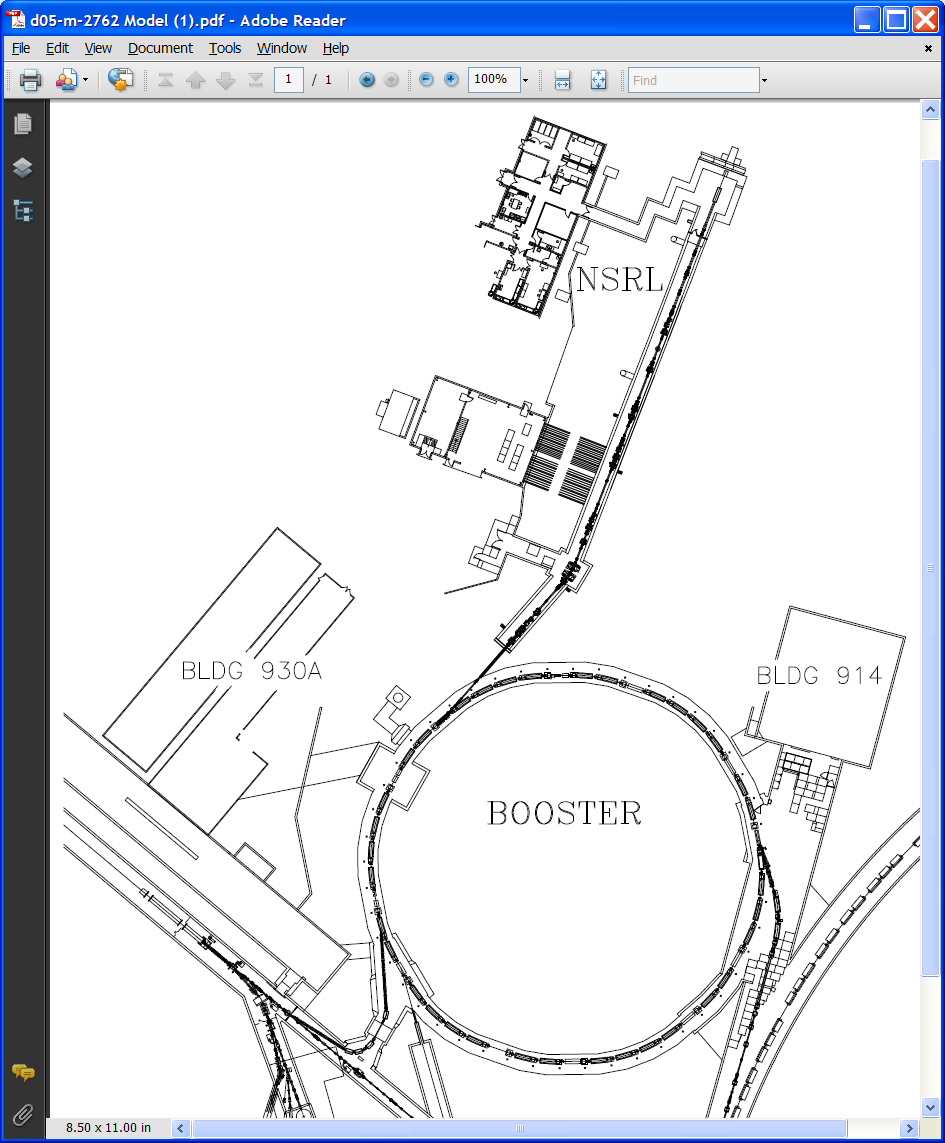 d05-m-2762 Model (1).pdf - Adobe Reader
File Edit View Document Tools Window Help
1 / 1 100% Find
NSRL
BLDG 930A
BLDG 914
BOOSTER
8.50 x 11.00 in